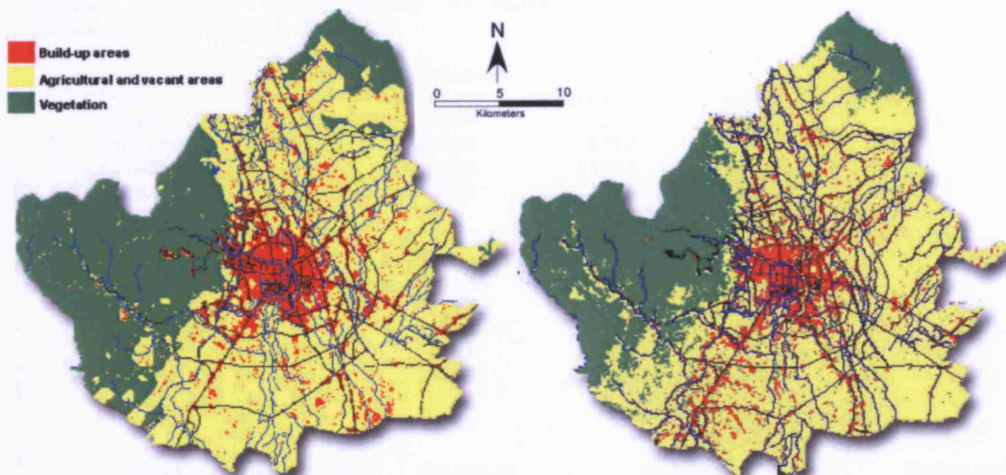 Build-up areas
Agricultural and vacant areas
Vegetation
N
0 5 10
Kilometers